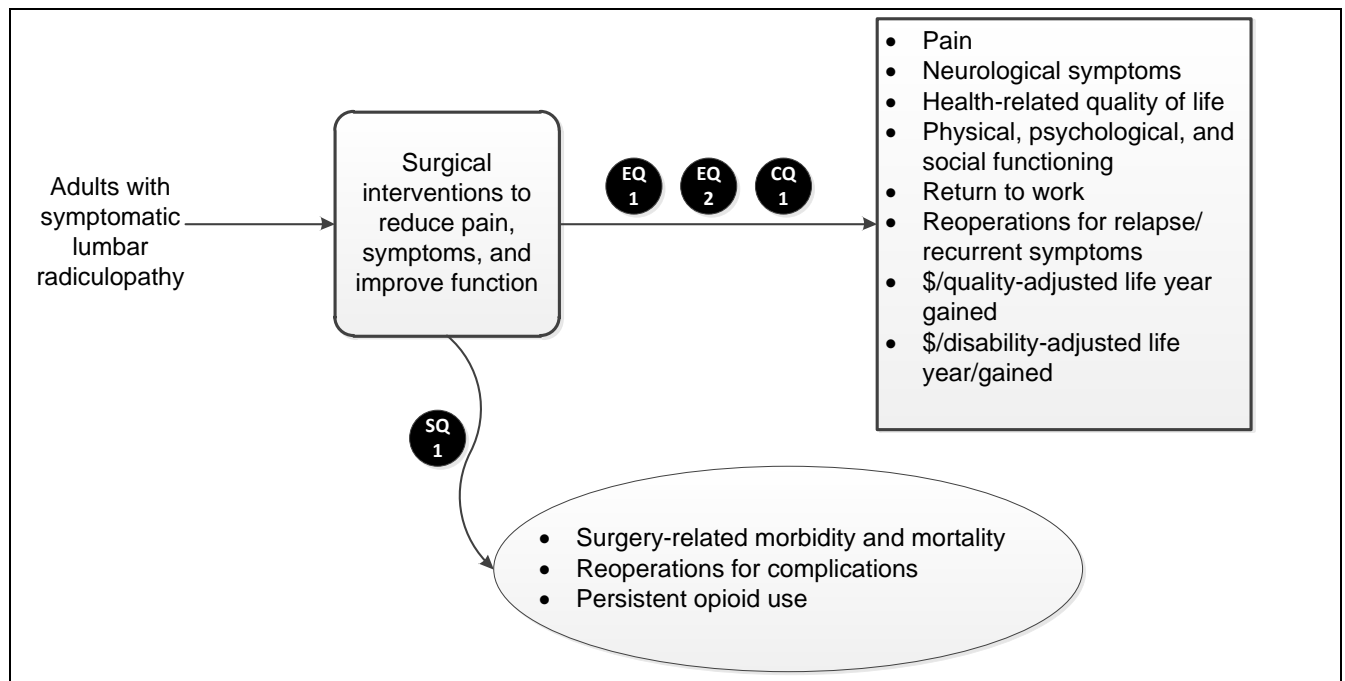 Adults with
symptomatic
lumbar
radiculopathy
Surgical
interventions to
reduce pain,
symptoms, and
improve function
EQ
1
EQ
2
CQ
1
• Pain
• Neurological symptoms
• Health-related quality of life
• Physical, psychological, and
social functioning
• Return to work
• Reoperations for relapse/
recurrent symptoms
• $/quality-adjusted life year
gained
• $/disability-adjusted life
year/gained
SQ
1
• Surgery-related morbidity and mortality
• Reoperations for complications
• Persistent opioid use